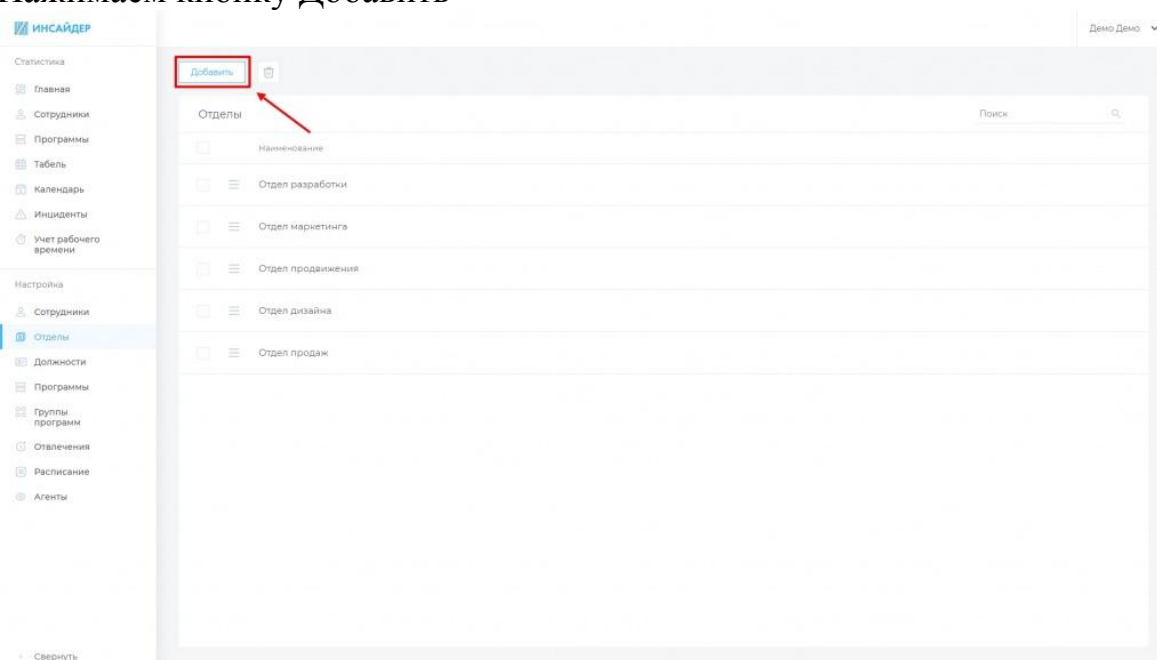 Нажимаем кнопку Добавить
ИНСАЙДЕР
Демо Демо
Статистика
Главная
Сотрудники
Программы
Табель
Календарь
Инциденты
Учет рабочего
времени
Настройка
Сотрудники
Отделы
Должности
Программы
Группы
программ
Отвлечения
Расписание
Агенты
Свернуть
Добавить
Отделы
Поиск
Наименование
Отдел разработки
Отдел маркетинга
Отдел продвижения
Отдел дизайна
Отдел продаж